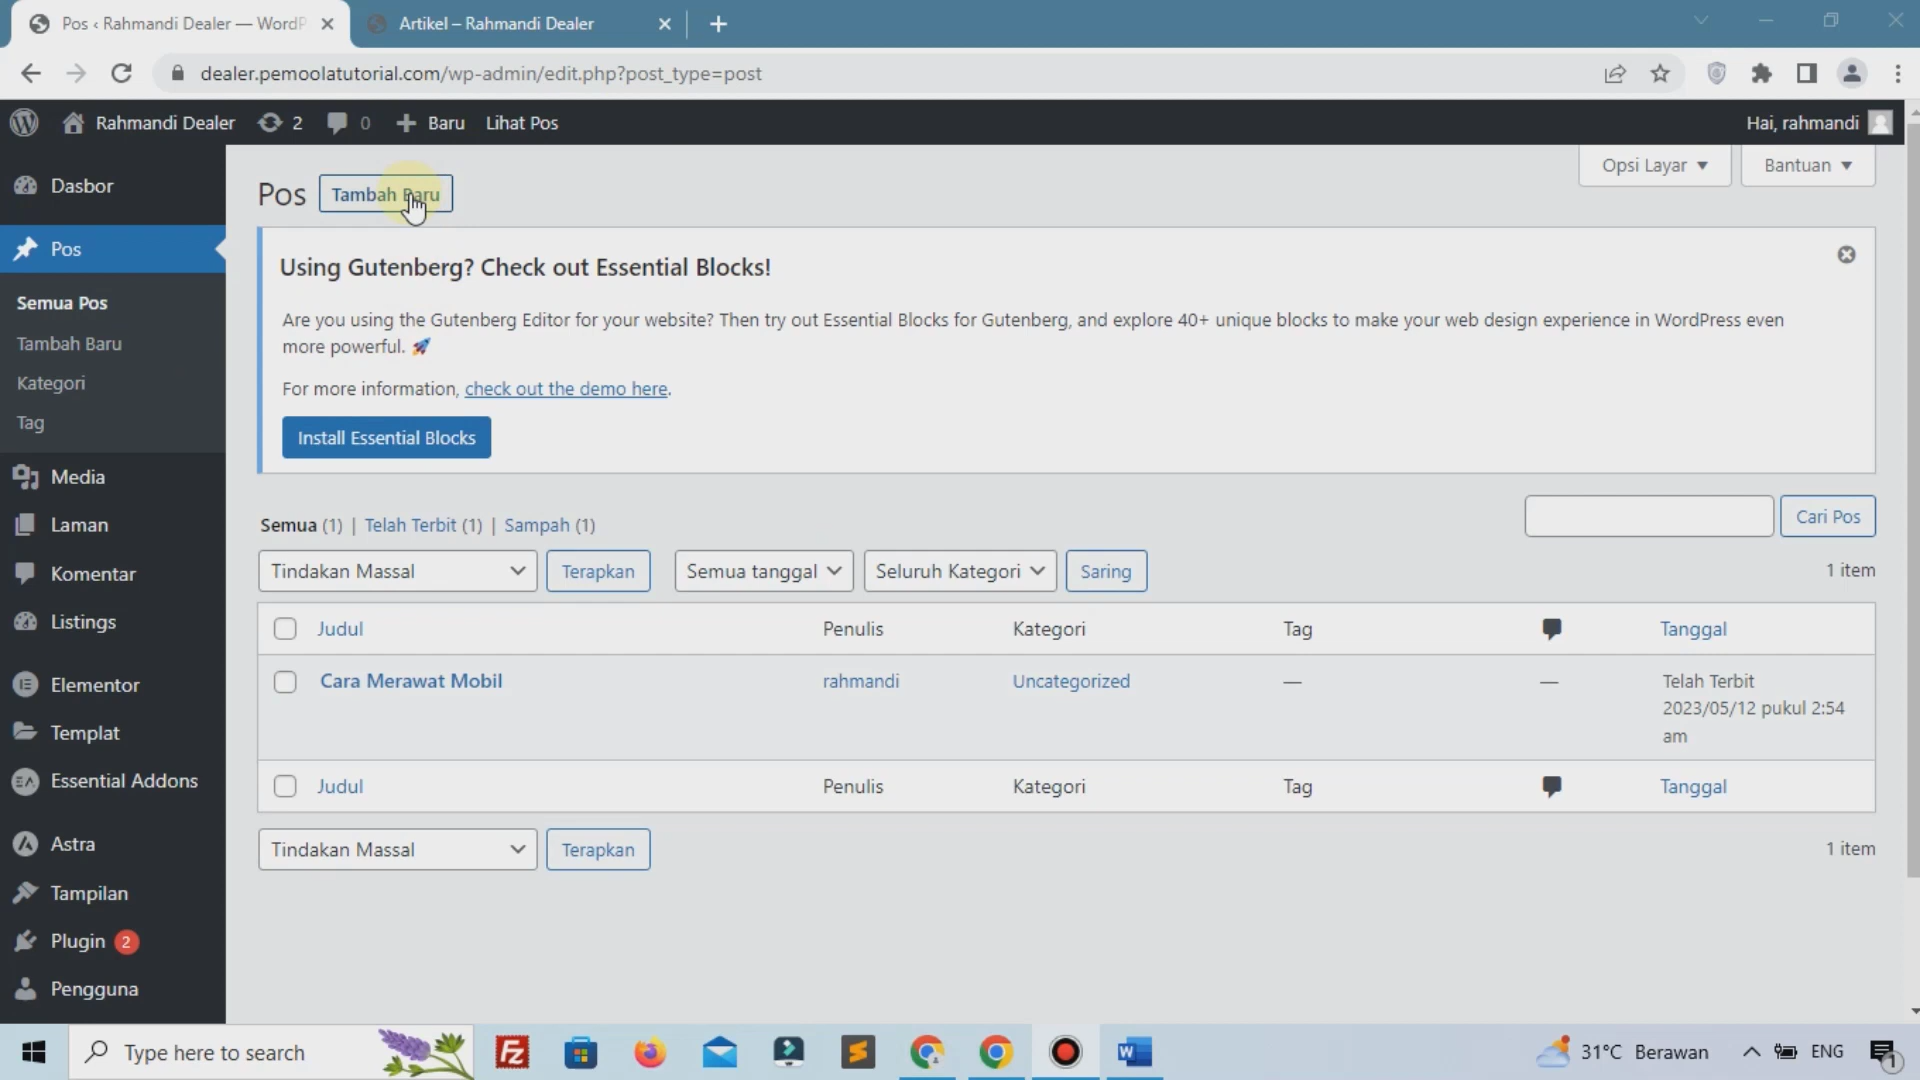 Pos ‹ Rahmandi Dealer — WordP
Artikel – Rahmandi Dealer
dealer.pemoolatutorial.com/wp-admin/edit.php?post_type=post
Rahmandi Dealer
2
0
Baru
Lihat Pos
Hai, rahmandi
Dasbor
Pos
Semua Pos
Tambah Baru
Kategori
Tag
Media
Laman
Komentar
Listings
Elementor
Templat
Essential Addons
Astra
Tampilan
Plugin 2
Pengguna
Opsi Layar
Bantuan
Pos
Tambah Baru
Using Gutenberg? Check out Essential Blocks!
Are you using the Gutenberg Editor for your website? Then try out Essential Blocks for Gutenberg, and explore 40+ unique blocks to make your web design experience in WordPress even
more powerful. 🚀
For more information, check out the demo here.
Install Essential Blocks
Semua (1) | Telah Terbit (1) | Sampah (1)
Cari Pos
Tindakan Massal
Terapkan
Semua tanggal
Seluruh Kategori
Saring
1 item
Judul Penulis Kategori Tag Tanggal
Cara Merawat Mobil rahmandi Uncategorized — — Telah Terbit
2023/05/12 pukul 2:54
am
Judul Penulis Kategori Tag Tanggal
Tindakan Massal
Terapkan
1 item
Type here to search
31°C Berawan
ENG
1